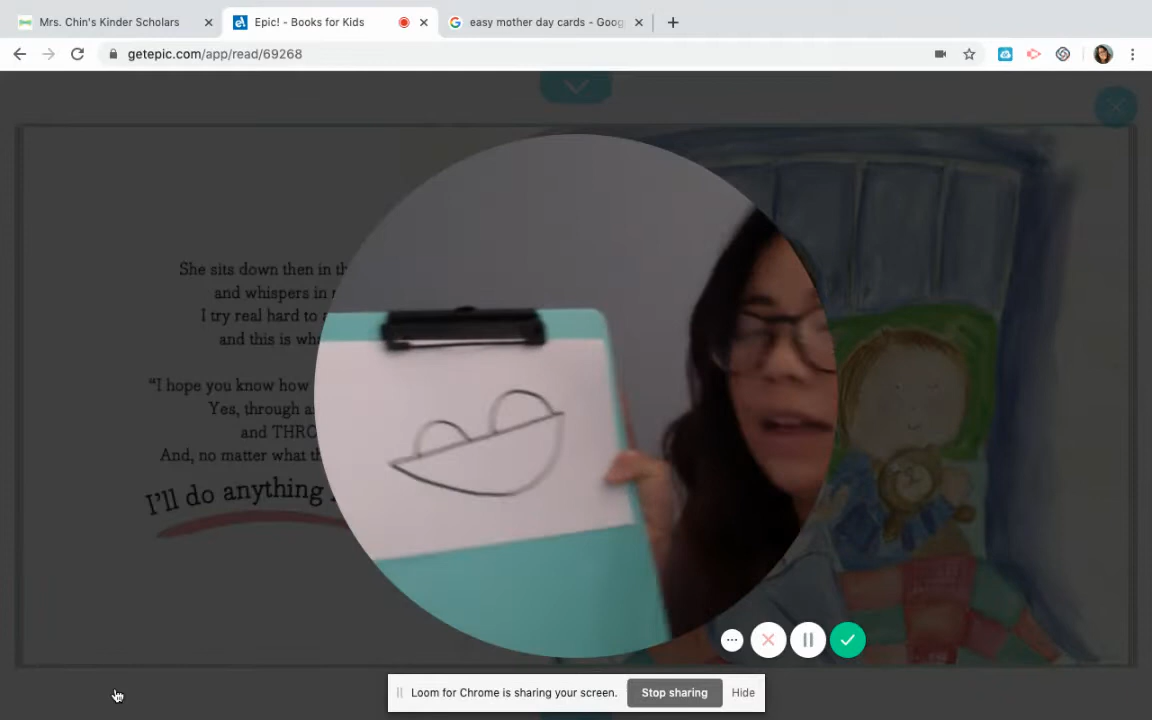 Mrs. Chin's Kinder Scholars
Epic! - Books for Kids
easy mother day cards - Goog
getepic.com/app/read/69268
She sits down then in th
and whispers in
I try real hard to
and this is wha
"I hope you know how
Yes, through a
and THRO
And, no matter what th
I'll do anything
Loom for Chrome is sharing your screen.
Stop sharing
Hide